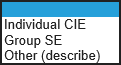 Individual CIE
Group SE
Other (describe)